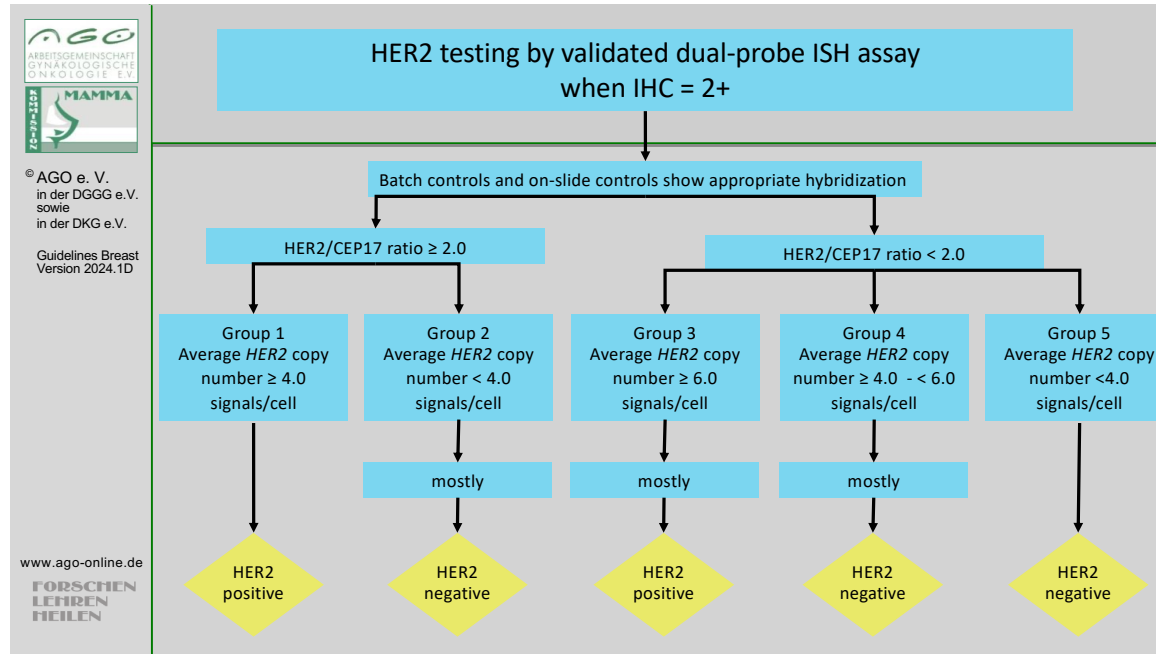 AGO
ARBEITSGEMEINSCHAFT
GYNÄKOLOGISCHE
ONKOLOGIE E.V.
KOMMISSION
MAMMA
© AGO e. V.
in der DGGG e.V.
sowie
in der DKG e.V.
Guidelines Breast
Version 2024.1D
www.ago-online.de
FORSCHEN
LEHREN
HEILEN
HER2 testing by validated dual-probe ISH assay
when IHC = 2+
Batch controls and on-slide controls show appropriate hybridization
HER2/CEP17 ratio ≥ 2.0
HER2/CEP17 ratio < 2.0
Group 1
Average HER2 copy
number ≥ 4.0
signals/cell
Group 2
Average HER2 copy
number < 4.0
signals/cell
Group 3
Average HER2 copy
number ≥ 6.0
signals/cell
Group 4
Average HER2 copy
number ≥ 4.0 - < 6.0
signals/cell
Group 5
Average HER2 copy
number <4.0
signals/cell
mostly
mostly
mostly
HER2
positive
HER2
negative
HER2
positive
HER2
negative
HER2
negative